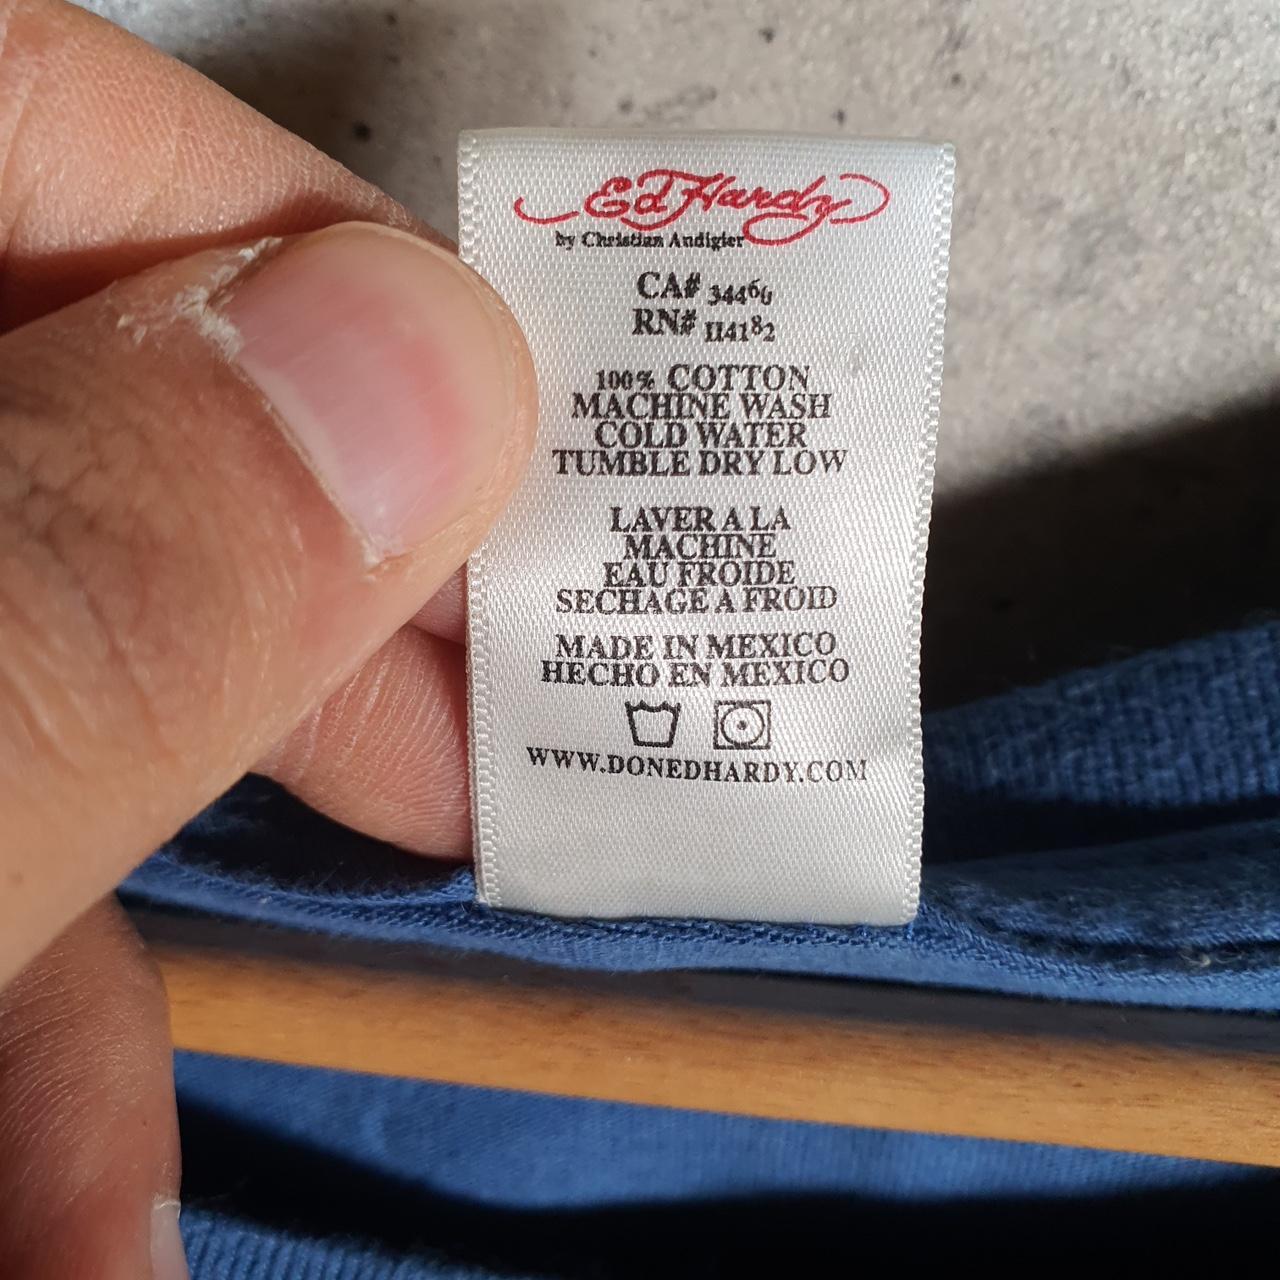 Ed Hardy
by Christian Audigier
CA# 34460
RN# 114182
100% COTTON
MACHINE WASH
COLD WATER
TUMBLE DRY LOW
LAVER A LA
MACHINE
EAU FROIDE
SECHAGE A FROID
MADE IN MEXICO
HECHO EN MEXICO
WWW.DONEDHARDY.COM